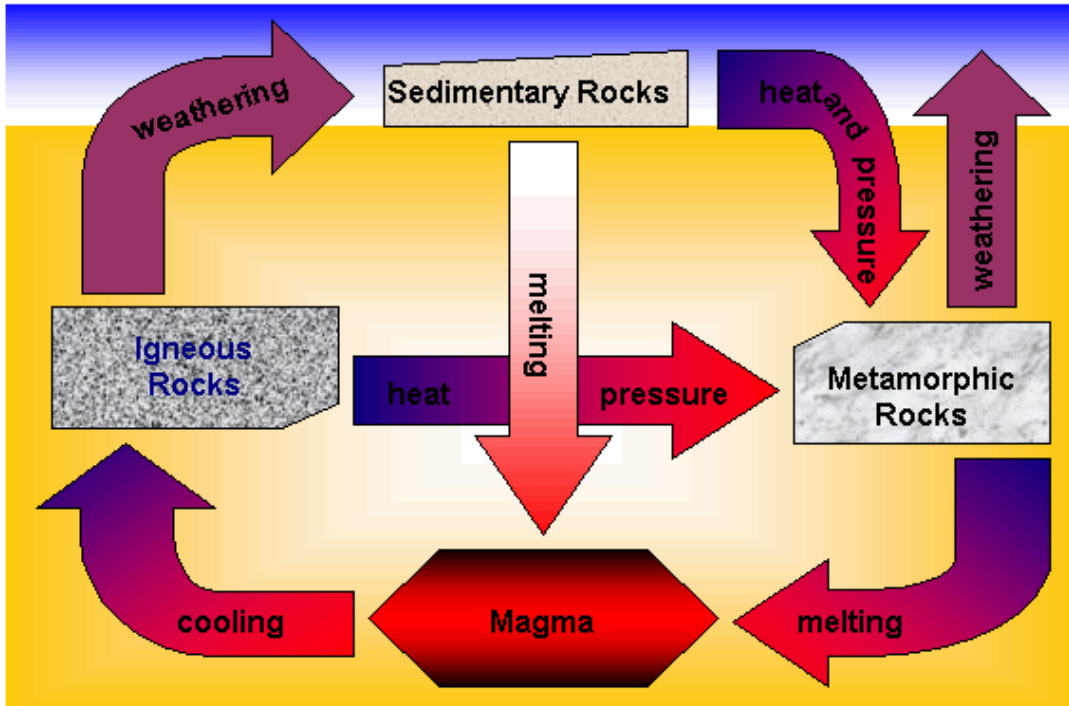 weathering
Sedimentary Rocks
heat and pressure
weathering
melting
Igneous
Rocks
heat
pressure
Metamorphic
Rocks
cooling
Magma
melting